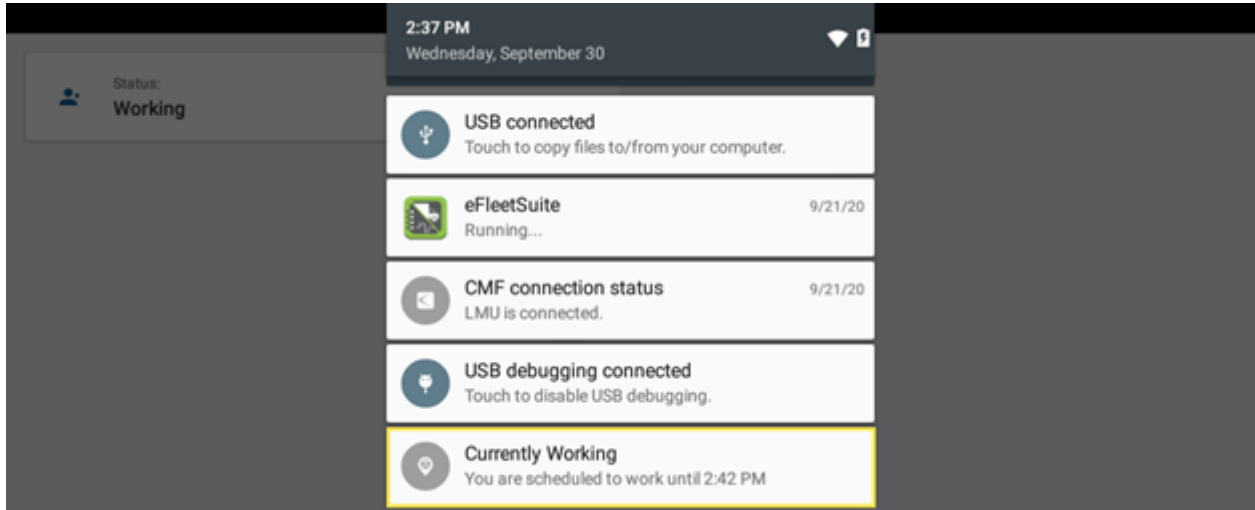 2:37 PM
Wednesday, September 30
Status:
Working
USB connected
Touch to copy files to/from your computer.
eFleetSuite 9/21/20
Running...
CMF connection status 9/21/20
LMU is connected.
USB debugging connected
Touch to disable USB debugging.
Currently Working
You are scheduled to work until 2:42 PM